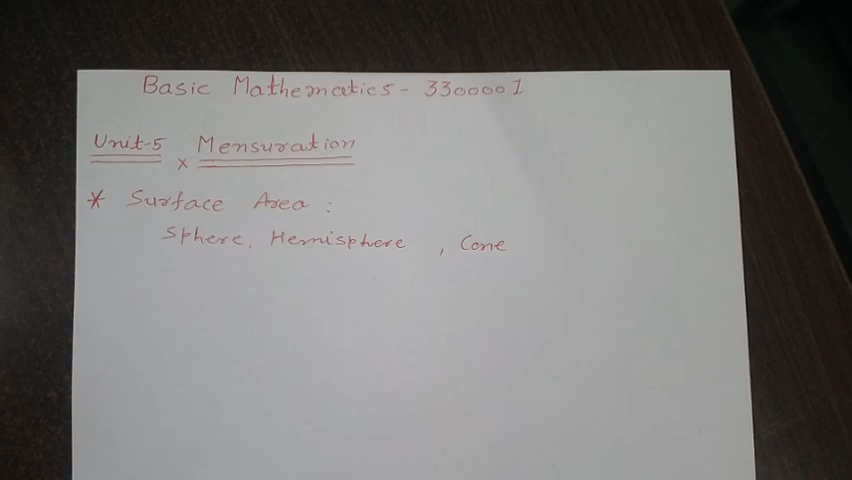 Basic Mathematics - 3300001
Unit-5 x Mensuration
* Surface Area :
Sphere, Hemisphere , Cone